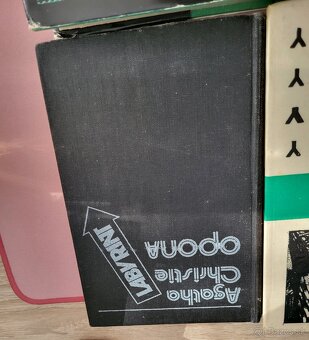 Agatha
Christie
opona
LABYRINT